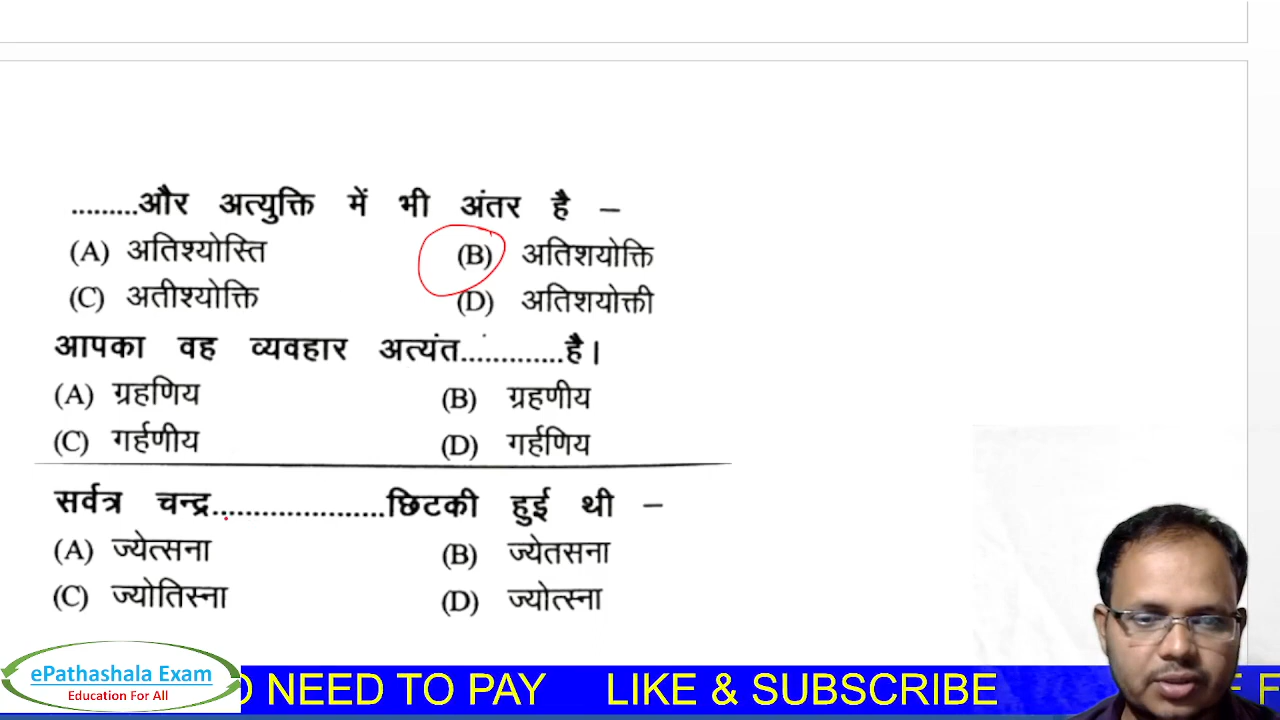 .........और अत्युक्ति में भी अंतर है –
(A) अतिश्योस्ति (B) अतिशयोक्ति
(C) अतीश्योक्ति (D) अतिशयोक्ती
आपका वह व्यवहार अत्यंत.............है।
(A) ग्रहणिय (B) ग्रहणीय
(C) गर्हणीय (D) गर्हणिय
सर्वत्र चन्द्र......................छिटकी हुई थी –
(A) ज्येत्सना (B) ज्येतसना
(C) ज्योतिस्ना (D) ज्योत्स्ना
ePathashala Exam
Education For All
NEED TO PAY LIKE & SUBSCRIBE